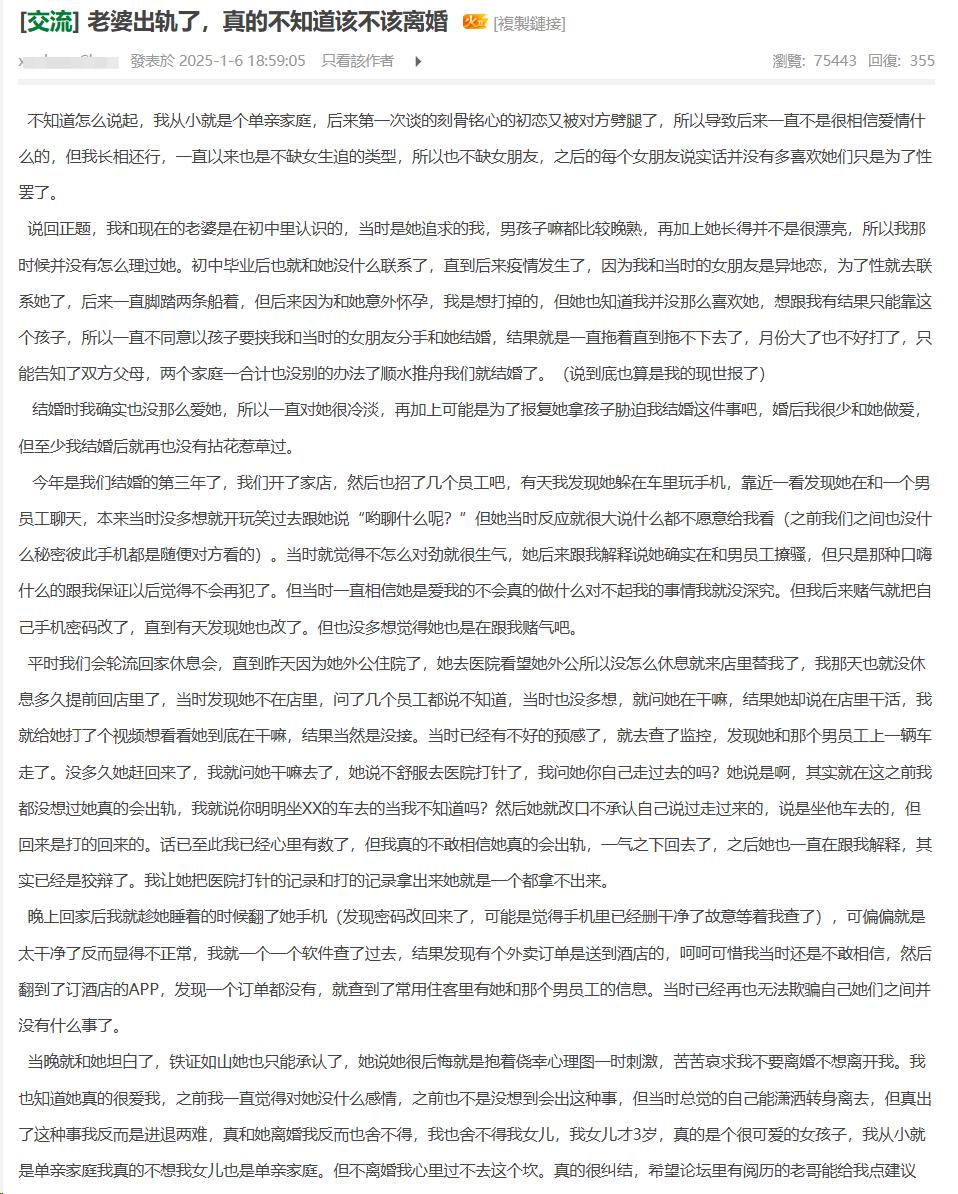 [交流] 老婆出轨了，真的不知道该不该离婚 [複製鏈接]
發表於 2025-1-6 18:59:05 只看該作者 瀏覽: 75443 回復: 355
不知道怎么说起，我从小就是个单亲家庭，后来第一次谈的刻骨铭心的初恋又被对方劈腿了，所以导致后来一直不是很相信爱情什
么的，但我长相还行，一直以来也是不缺女生追的类型，所以也不缺女朋友，之后的每个女朋友说实话并没有多喜欢她们只是为了性
罢了。
说回正题，我和现在的老婆是在初中里认识的，当时是她追求的我，男孩子嘛都比较晚熟，再加上她长得并不是很漂亮，所以我那
时候并没有怎么理过她。初中毕业后也就和她没什么联系了，直到后来疫情发生了，因为我和当时的女朋友是异地恋，为了性就去联
系她了，后来一直脚踏两条船着，但后来因为和她意外怀孕，我是想打掉的，但她也知道我并没那么喜欢她，想跟我有结果只能靠这
个孩子，所以一直不同意以孩子要挟我和当时的女朋友分手和她结婚，结果就是一直拖着直到拖不下去了，月份大了也不好打了，只
能告知了双方父母，两个家庭一合计也没别的办法了顺水推舟我们就结婚了。（说到底也算是我的现世报了）
结婚时我确实也没那么爱她，所以一直对她很冷淡，再加上可能是为了报复她拿孩子胁迫我结婚这件事吧，婚后我很少和她做爱，
但至少我结婚后就再也没有拈花惹草过。
今年是我们结婚的第三年了，我们开了家店，然后也招了几个员工吧，有天我发现她躲在车里玩手机，靠近一看发现她在和一个男
员工聊天，本来当时没多想就开玩笑过去跟她说“哟聊什么呢？”但她当时反应就很大说什么都不愿意给我看（之前我们之间也没什
么秘密彼此手机都是随便对方看的）。当时就觉得不怎么对劲就很生气，她后来跟我解释说她确实在和男员工撩骚，但只是那种口嗨
什么的跟我保证以后觉得不会再犯了。但当时一直相信她是爱我的不会真的做什么对不起我的事情我就没深究。但我后来赌气就把自
己手机密码改了，直到有天发现她也改了。但也没多想觉得她也是在跟我赌气吧。
平时我们会轮流回家休息会，直到昨天因为她外公住院了，她去医院看望她外公所以没怎么休息就来店里替我了，我那天也就没休
息多久提前回店里了，当时发现她不在店里，问了几个员工都说不知道，当时也没多想，就问她在干嘛，结果她却说在店里干活，我
就给她打了个视频想看看她到底在干嘛，结果当然是没接。当时已经有不好的预感了，就去查了监控，发现她和那个男员工上一辆车
走了。没多久她赶回来了，我就问她干嘛去了，她说不舒服去医院打针了，我问她你自己走过去的吗？她说是啊，其实就在这之前我
都没想过她真的会出轨，我就说你明明坐XX的车去的当我不知道吗？然后她就改口不承认自己说过走过来的，说是坐他车去的，但
回来是打的回来的。话已至此我已经心里有数了，但我真的不敢相信她真的会出轨，一气之下回去了，之后她也一直在跟我解释，其
实已经是狡辩了。我让她把医院打针的记录和打的记录拿出来她就是一个都拿不出来。
晚上回家后我就趁她睡着的时候翻了她手机（发现密码改回来了，可能是觉得手机里已经删干净了故意等着我查了），可偏偏就是
太干净了反而显得不正常，我就一个一个软件查了过去，结果发现有个外卖订单是送到酒店的，呵呵可惜我当时还是不敢相信，然后
翻到了订酒店的APP，发现一个订单都没有，就查到了常用住客里有她和那个男员工的信息。当时已经再也无法欺骗自己她们之间并
没有什么事了。
当晚就和她坦白了，铁证如山她也只能承认了，她说她很后悔就是抱着侥幸心理图一时刺激，苦苦哀求我不要离婚不想离开我。我
也知道她真的很爱我，之前我一直觉得对她没什么感情，之前也不是没想到会出这种事，但当时总觉的自己能潇洒转身离去，但真出
了这种事我反而是进退两难，真和她离婚我反而也舍不得，我也舍不得我女儿，我女儿才3岁，真的是个很可爱的女孩子，我从小就
是单亲家庭我真的不想我女儿也是单亲家庭。但不离婚我心里过不去这个坎。真的很纠结，希望论坛里有阅历的老哥能给我点建议